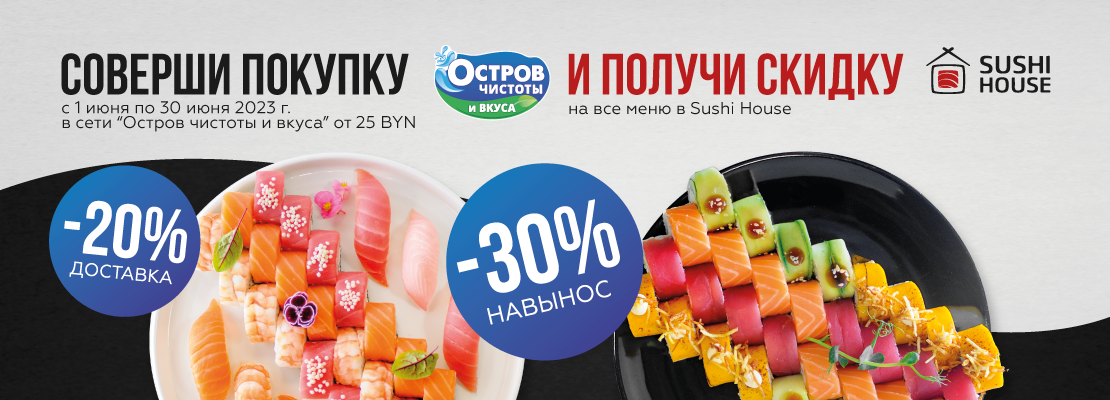 СОВЕРШИ ПОКУПКУ
с 1 июня по 30 июня 2023 г.
в сети “Остров чистоты и вкуса” от 25 BYN
ОСТРОВ
ЧИСТОТЫ
И ВКУСА
И ПОЛУЧИ СКИДКУ
на все меню в Sushi House
SUSHI
HOUSE
-20%
ДОСТАВКА
-30%
НАВЫНОС